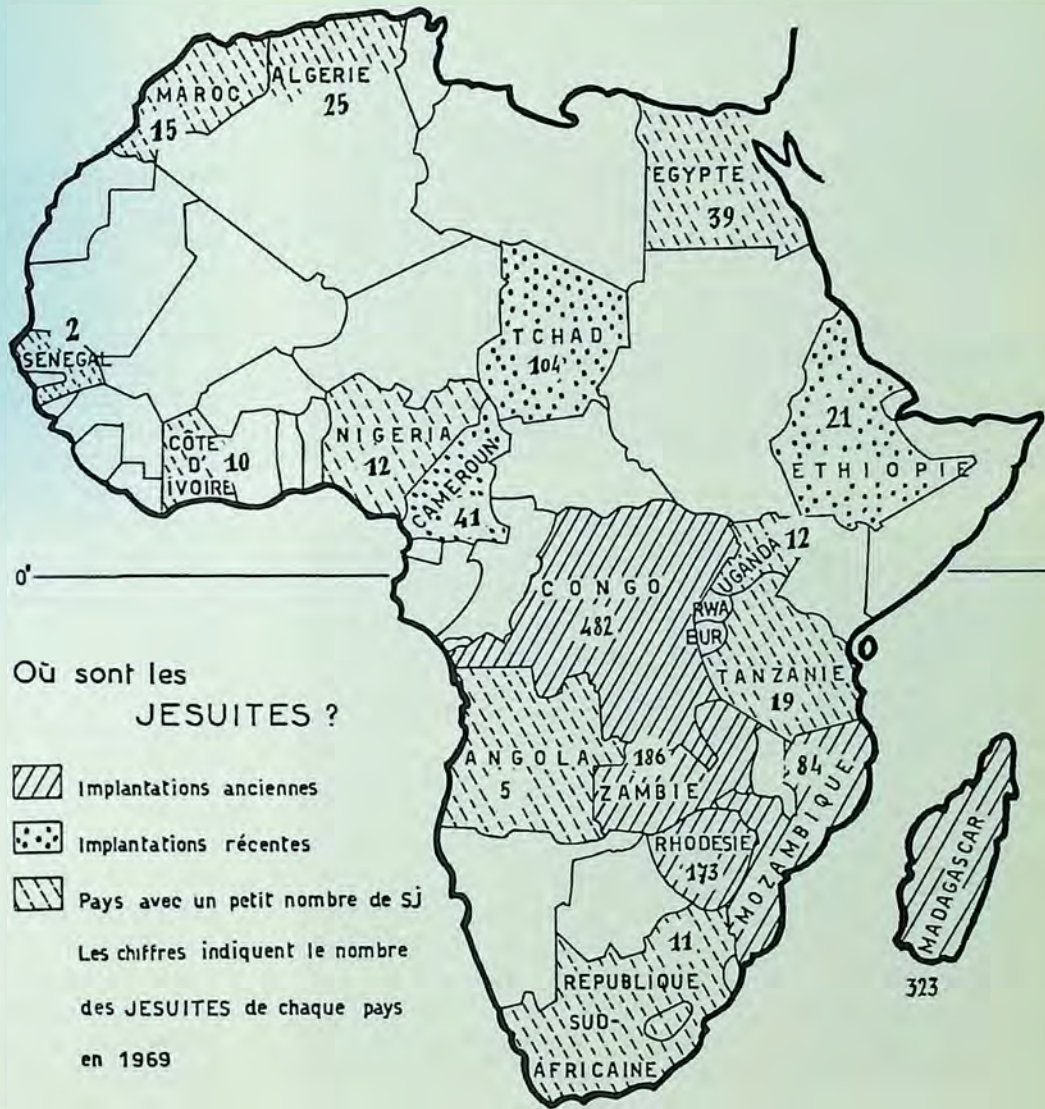 MAROC
15
ALGERIE
25
EGYPTE
39
2
SENEGAL
TCHAD
104
CÔTE
D'
IVOIRE
10
NIGERIA
12
CAMEROUN
41
21
ETHIOPIE
0°
CONGO
482
UGANDA
12
RWA
BUR
TANZANIE
19
Où sont les
JESUITES ?
Implantations anciennes
Implantations récentes
Pays avec un petit nombre de SJ
Les chiffres indiquent le nombre
des JESUITES de chaque pays
en 1969
ANGOLA
5
186
ZAMBIE
84
MOZAMBIQUE
RHODESIE
173
MADAGASCAR
323
11
REPUBLIQUE
SUD-
AFRICAINE